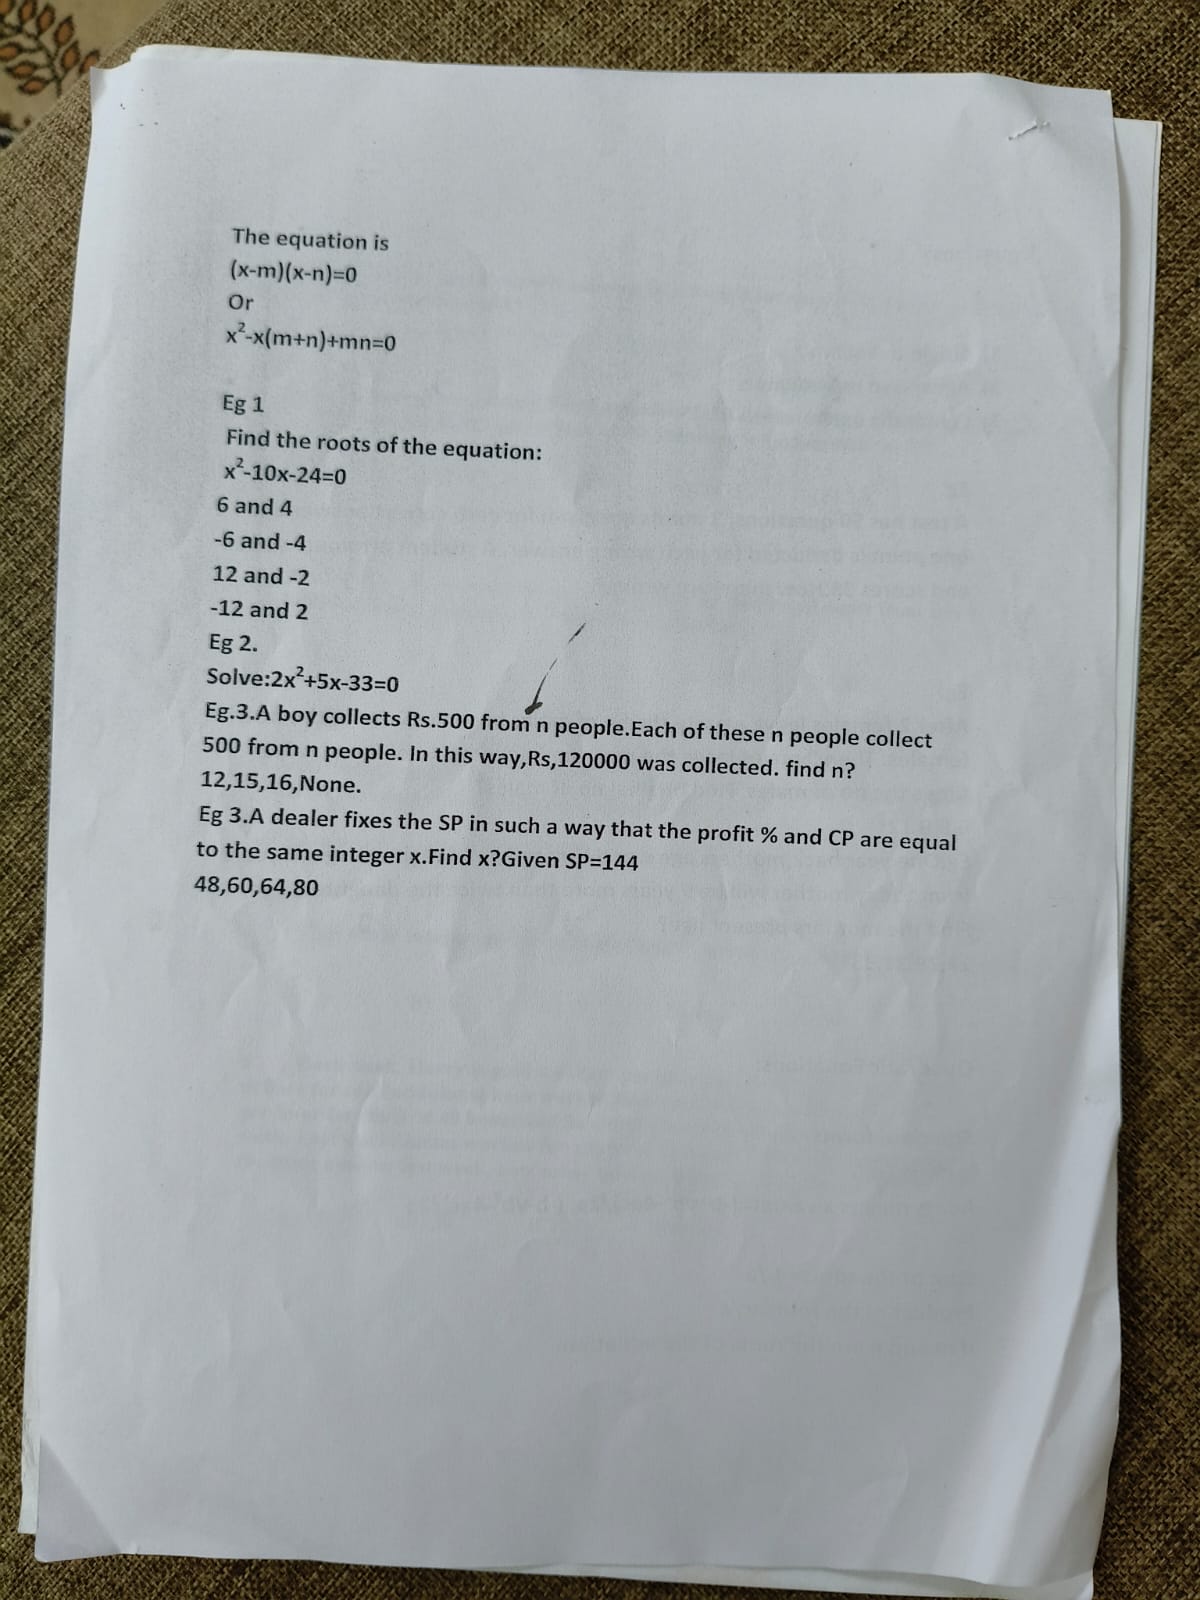 The equation is
(x-m)(x-n)=0
Or
x²-x(m+n)+mn=0
Eg 1
Find the roots of the equation:
x²-10x-24=0
6 and 4
-6 and -4
12 and -2
-12 and 2
Eg 2.
Solve:2x²+5x-33=0
Eg.3.A boy collects Rs.500 from n people.Each of these n people collect
500 from n people. In this way,Rs,120000 was collected. find n?
12,15,16,None.
Eg 3.A dealer fixes the SP in such a way that the profit % and CP are equal
to the same integer x.Find x?Given SP=144
48,60,64,80